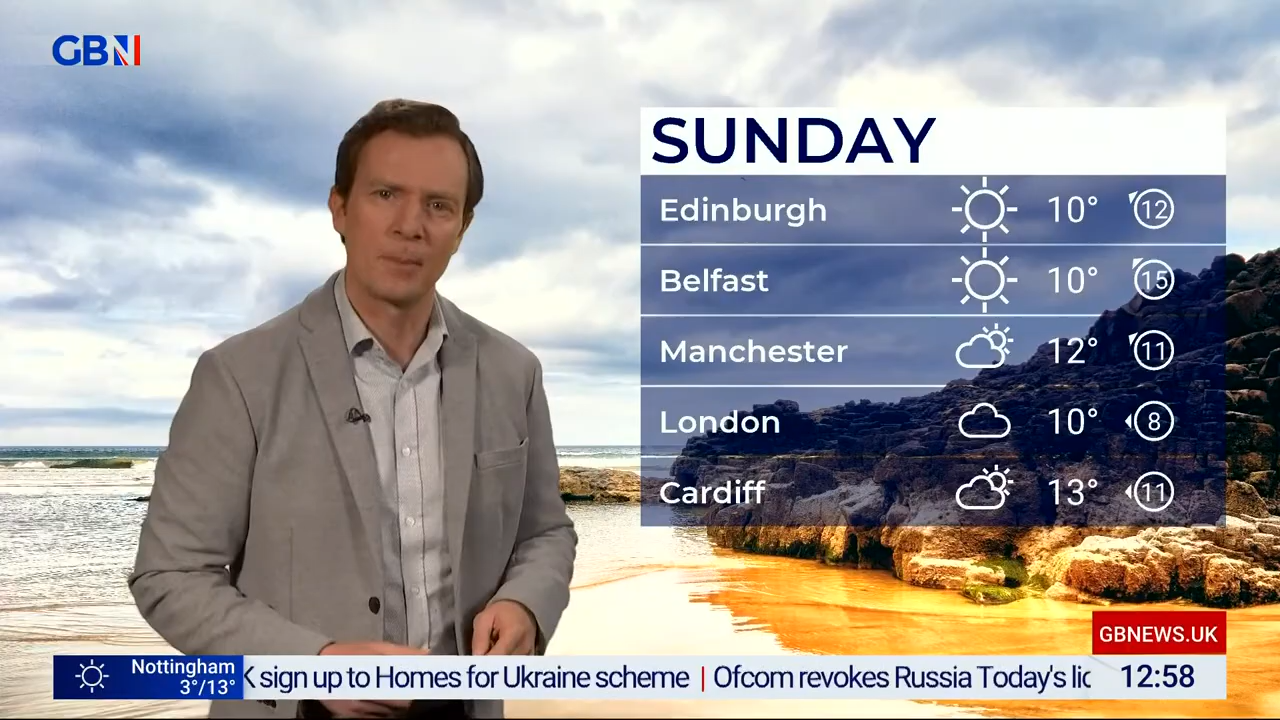 GBN
SUNDAY
Edinburgh 10° 12
Belfast 10° 15
Manchester 12° 11
London 10° 8
Cardiff 13° 11
GBNEWS.UK
Nottingham
3°/13°
K sign up to Homes for Ukraine scheme | Ofcom revokes Russia Today's lic
12:58